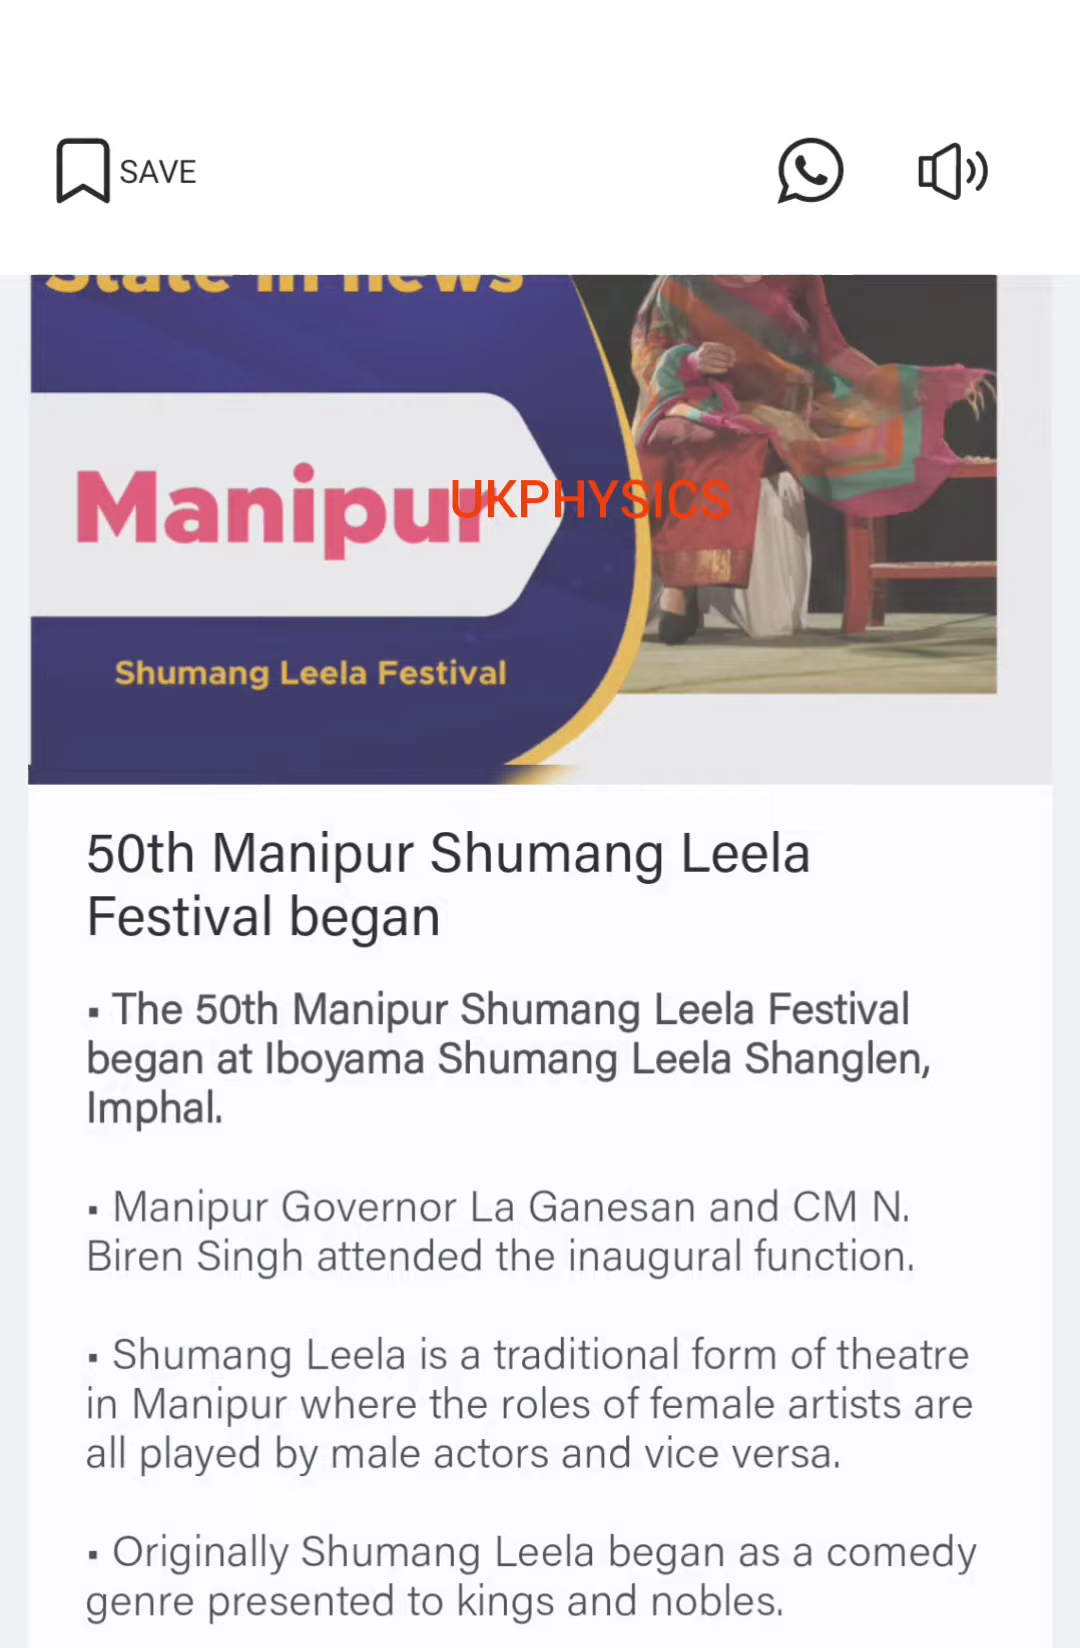 SAVE
State in news
Manipur
UKPHYSICS
Shumang Leela Festival
50th Manipur Shumang Leela
Festival began
▪ The 50th Manipur Shumang Leela Festival
began at Iboyama Shumang Leela Shanglen,
Imphal.
▪ Manipur Governor La Ganesan and CM N.
Biren Singh attended the inaugural function.
▪ Shumang Leela is a traditional form of theatre
in Manipur where the roles of female artists are
all played by male actors and vice versa.
▪ Originally Shumang Leela began as a comedy
genre presented to kings and nobles.